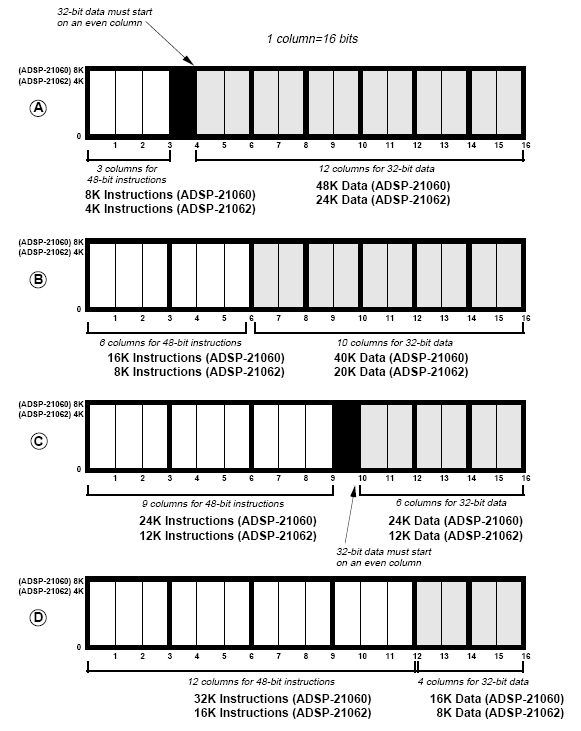 32-bit data must start
on an even column
1 column=16 bits
(ADSP-21060) 8K
(ADSP-21062) 4K
A
0
1 2 3 4 5 6 7 8 9 10 11 12 13 14 15 16
3 columns for
48-bit instructions
12 columns for 32-bit data
8K Instructions (ADSP-21060)
4K Instructions (ADSP-21062)
48K Data (ADSP-21060)
24K Data (ADSP-21062)
(ADSP-21060) 8K
(ADSP-21062) 4K
B
0
1 2 3 4 5 6 7 8 9 10 11 12 13 14 15 16
6 columns for 48-bit instructions
10 columns for 32-bit data
16K Instructions (ADSP-21060)
8K Instructions (ADSP-21062)
40K Data (ADSP-21060)
20K Data (ADSP-21062)
(ADSP-21060) 8K
(ADSP-21062) 4K
C
0
1 2 3 4 5 6 7 8 9 10 11 12 13 14 15 16
9 columns for 48-bit instructions
6 columns for 32-bit data
24K Instructions (ADSP-21060)
12K Instructions (ADSP-21062)
24K Data (ADSP-21060)
12K Data (ADSP-21062)
32-bit data must start
on an even column
(ADSP-21060) 8K
(ADSP-21062) 4K
D
0
1 2 3 4 5 6 7 8 9 10 11 12 13 14 15 16
12 columns for 48-bit instructions
4 columns for 32-bit data
32K Instructions (ADSP-21060)
16K Instructions (ADSP-21062)
16K Data (ADSP-21060)
8K Data (ADSP-21062)